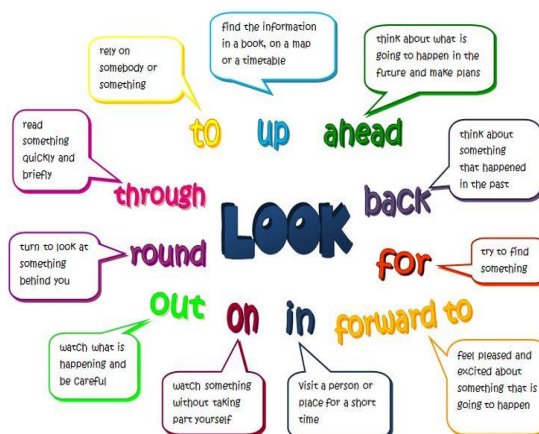 find the information
in a book, on a map
or a timetable
think about what is
going to happen in the
future and make plans
rely on
somebody or
something
to
up
ahead
read
something
quickly and
briefly
through
think about
something
that happened
in the past
back
LOOK
turn to look at
something
behind you
round
for
try to find
something
out
on
in
forward to
watch what is
happening and
be careful
watch something
without taking
part yourself
visit a person or
place for a short
time
feel pleased and
excited about
something that is
going to happen